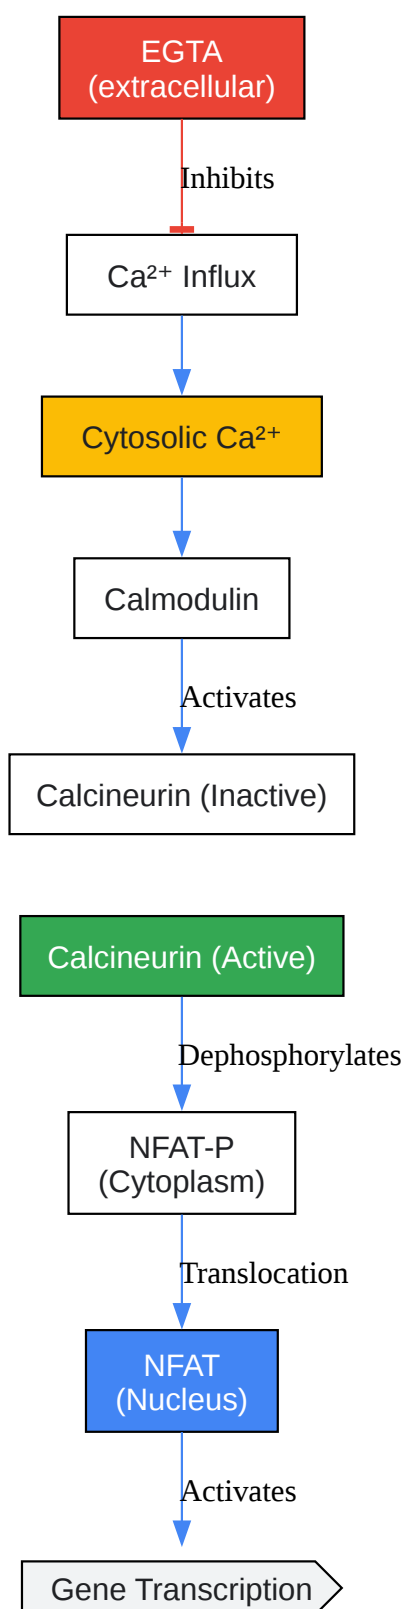 EGTA
(extracellular)
Inhibits
Ca²⁺ Influx
Cytosolic Ca²⁺
Calmodulin
Activates
Calcineurin (Inactive)
Calcineurin (Active)
Dephosphorylates
NFAT-P
(Cytoplasm)
Translocation
NFAT
(Nucleus)
Activates
Gene Transcription